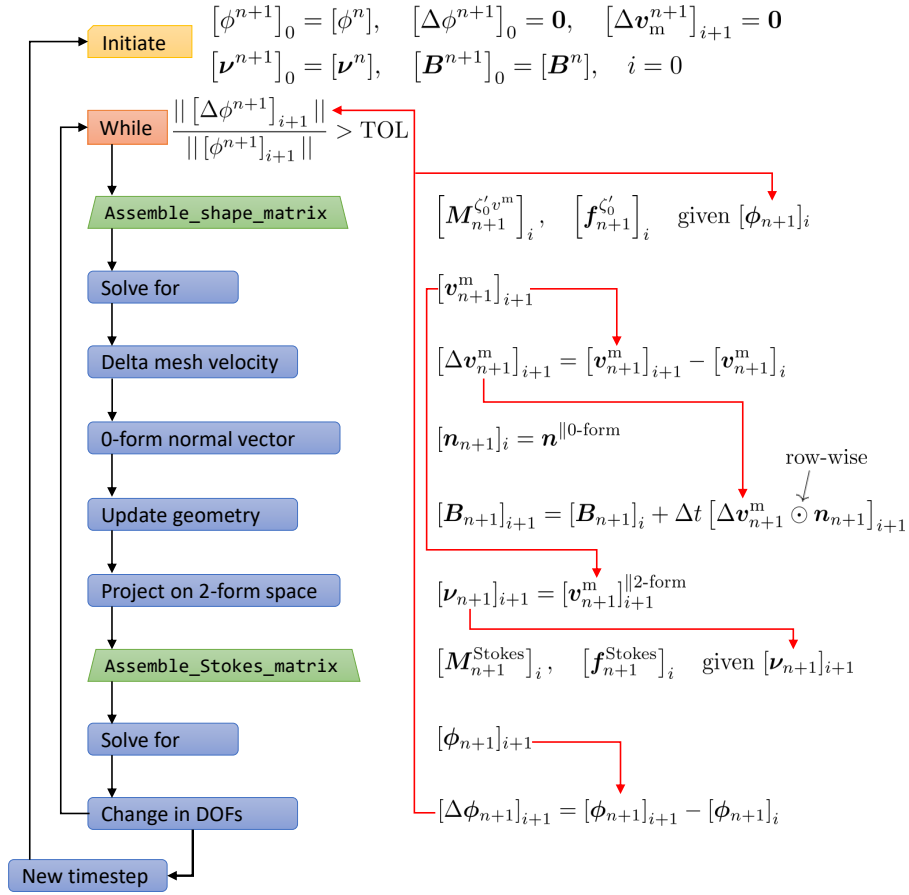 Initiate
[ϕ^{n+1}]_0 = [ϕ^n], [Δϕ^{n+1}]_0 = 𝟎, [Δ𝒗_m^{n+1}]_{i+1} = 𝟎
[𝝂^{n+1}]_0 = [𝝂^n], [𝑩^{n+1}]_0 = [𝑩^n], i = 0
While || [Δϕ^{n+1}]_{i+1} || / || [ϕ^{n+1}]_{i+1} || > TOL
Assemble_shape_matrix
[𝑴_{n+1}^{ζ′_0 v^m}]_i, [𝒇_{n+1}^{ζ′_0}]_i given [ϕ_{n+1}]_i
Solve for
[𝒗_{n+1}^m]_{i+1}
Delta mesh velocity
[Δ𝒗_{n+1}^m]_{i+1} = [𝒗_{n+1}^m]_{i+1} − [𝒗_{n+1}^m]_i
0-form normal vector
[𝒏_{n+1}]_i = 𝒏^{∥0-form}
row-wise
Update geometry
[𝑩_{n+1}]_{i+1} = [𝑩_{n+1}]_i + Δt [Δ𝒗_{n+1}^m ⊙ 𝒏_{n+1}]_{i+1}
Project on 2-form space
[𝝂_{n+1}]_{i+1} = [𝒗_{n+1}^m]_{i+1}^{∥2-form}
Assemble_Stokes_matrix
[𝑴_{n+1}^{Stokes}]_i, [𝒇_{n+1}^{Stokes}]_i given [𝝂_{n+1}]_{i+1}
Solve for
[ϕ_{n+1}]_{i+1}
Change in DOFs
[Δϕ_{n+1}]_{i+1} = [ϕ_{n+1}]_{i+1} − [ϕ_{n+1}]_i
New timestep